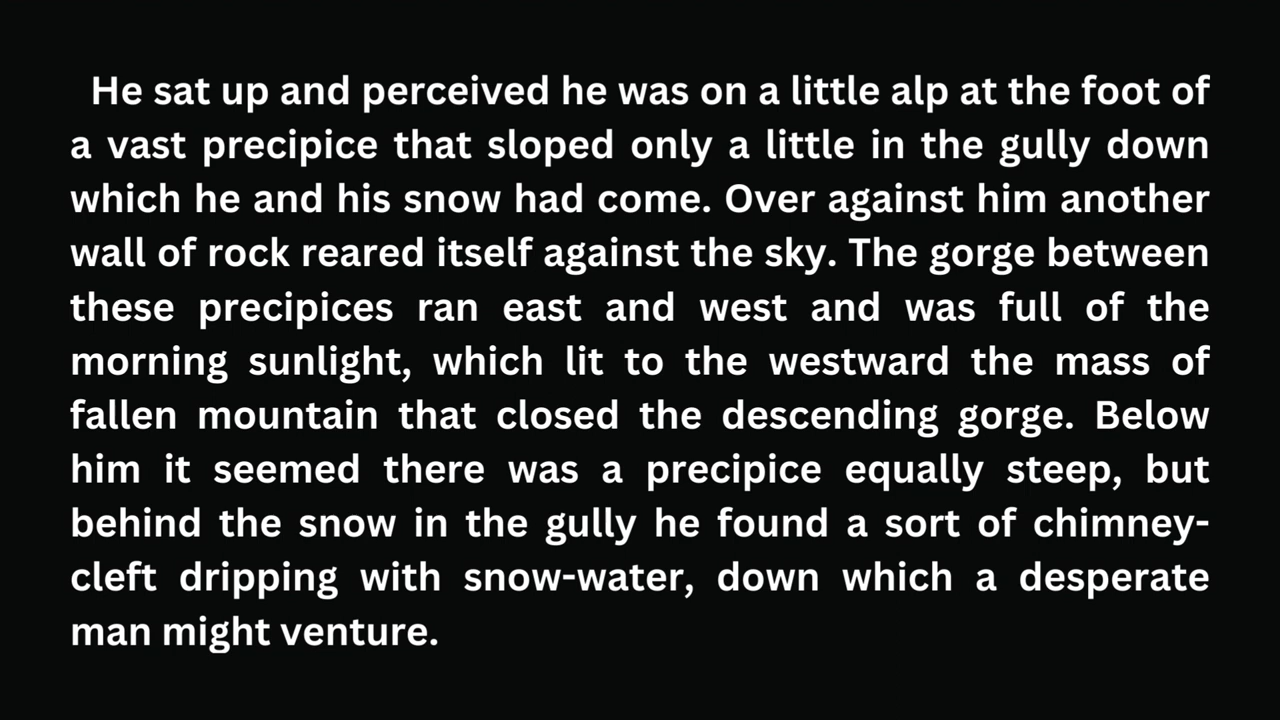 He sat up and perceived he was on a little alp at the foot of
a vast precipice that sloped only a little in the gully down
which he and his snow had come. Over against him another
wall of rock reared itself against the sky. The gorge between
these precipices ran east and west and was full of the
morning sunlight, which lit to the westward the mass of
fallen mountain that closed the descending gorge. Below
him it seemed there was a precipice equally steep, but
behind the snow in the gully he found a sort of chimney-
cleft dripping with snow-water, down which a desperate
man might venture.